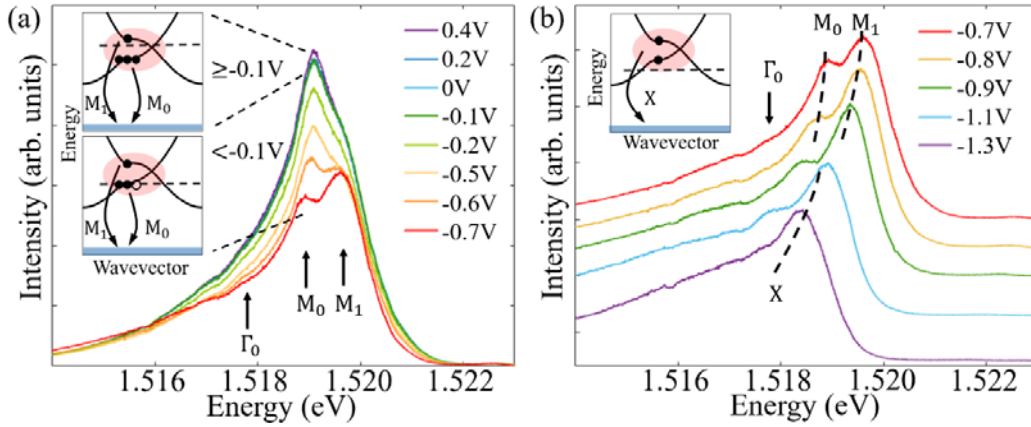 (a)
Energy
M₁ M₀
≥-0.1V
M₁ M₀
<-0.1V
Wavevector
0.4V
0.2V
0V
-0.1V
-0.2V
-0.5V
-0.6V
-0.7V
Γ₀
M₀
M₁
Intensity (arb. units)
1.516 1.518 1.520 1.522
Energy (eV)
(b)
Energy
X
Wavevector
M₀ M₁
Γ₀
X
-0.7V
-0.8V
-0.9V
-1.1V
-1.3V
Intensity (arb. units)
1.516 1.518 1.520 1.522
Energy (eV)